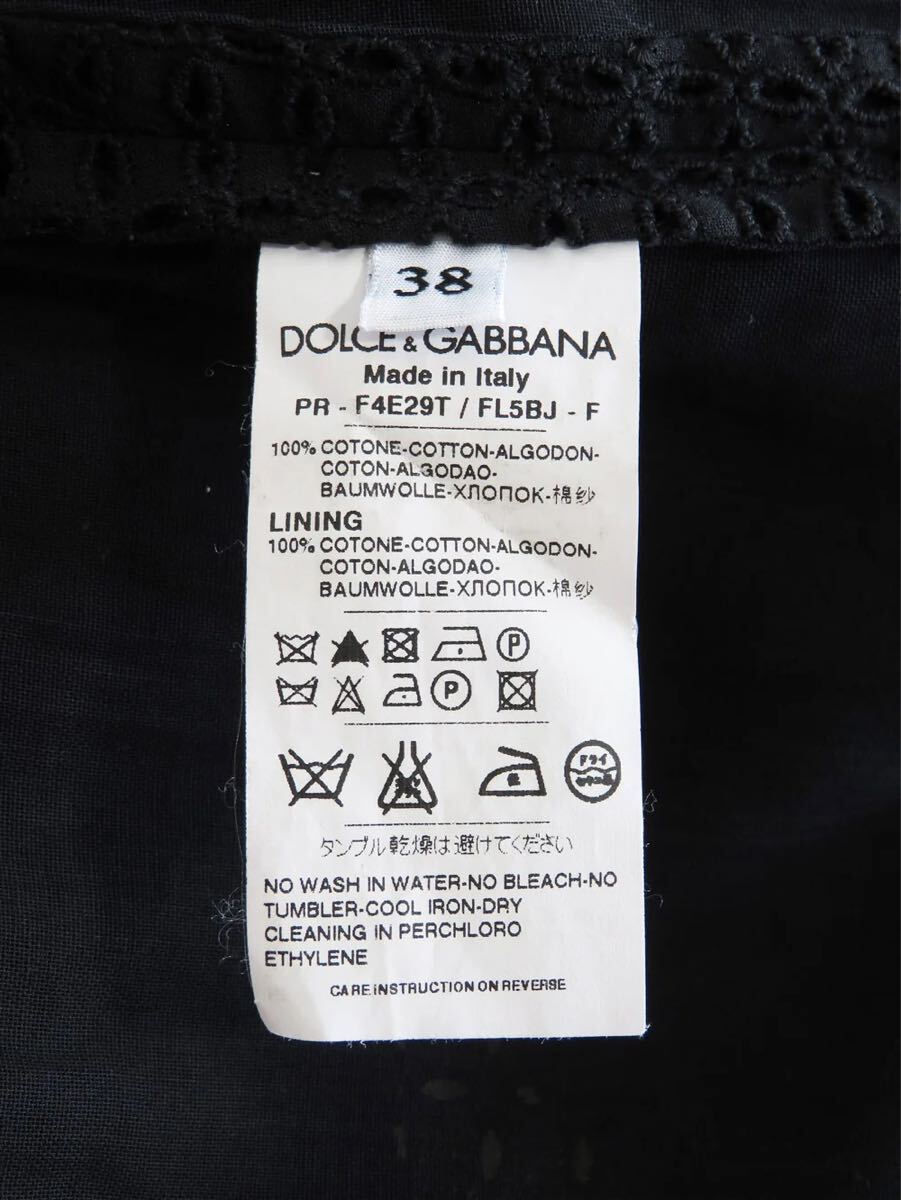 38
DOLCE & GABBANA
Made in Italy
PR - F4E29T / FL5BJ - F
100% COTONE-COTTON-ALGODON-
COTON-ALGODAO-
BAUMWOLLE-ХЛОПОК-棉纱
LINING
100% COTONE-COTTON-ALGODON-
COTON-ALGODAO-
BAUMWOLLE-ХЛОПОК-棉纱
P
P
ドライ
タンブル乾燥は避けてください
NO WASH IN WATER-NO BLEACH-NO
TUMBLER-COOL IRON-DRY
CLEANING IN PERCHLORO
ETHYLENE
CARE INSTRUCTION ON REVERSE